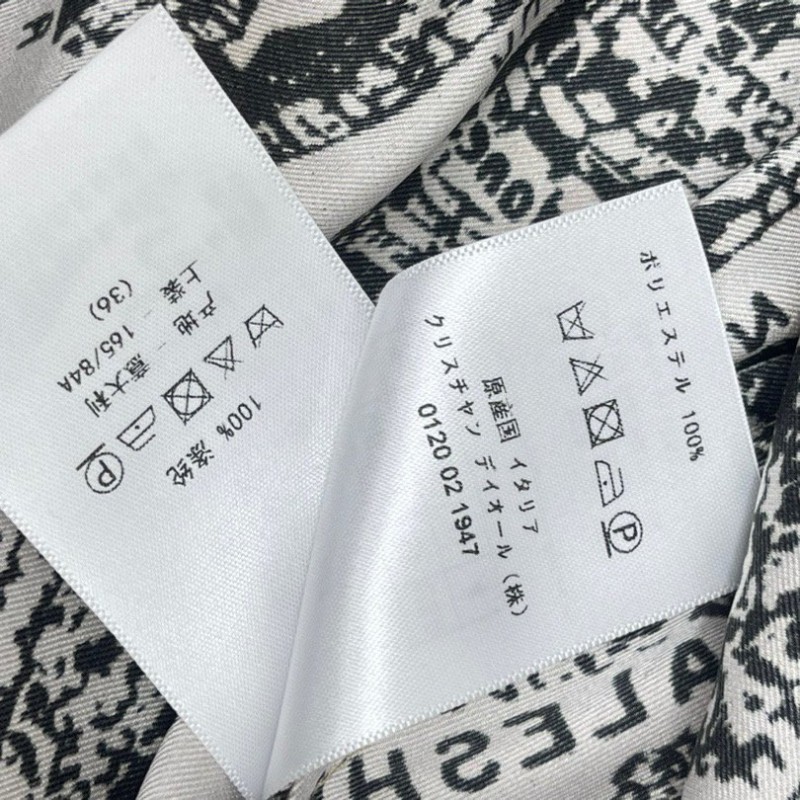 100% 涤纶
产地 - 意大利
上装 - 165/84A
(36)
ポリエステル 100%
原産国 イタリア
クリスチャン ディオール (株)
0120 02 1947